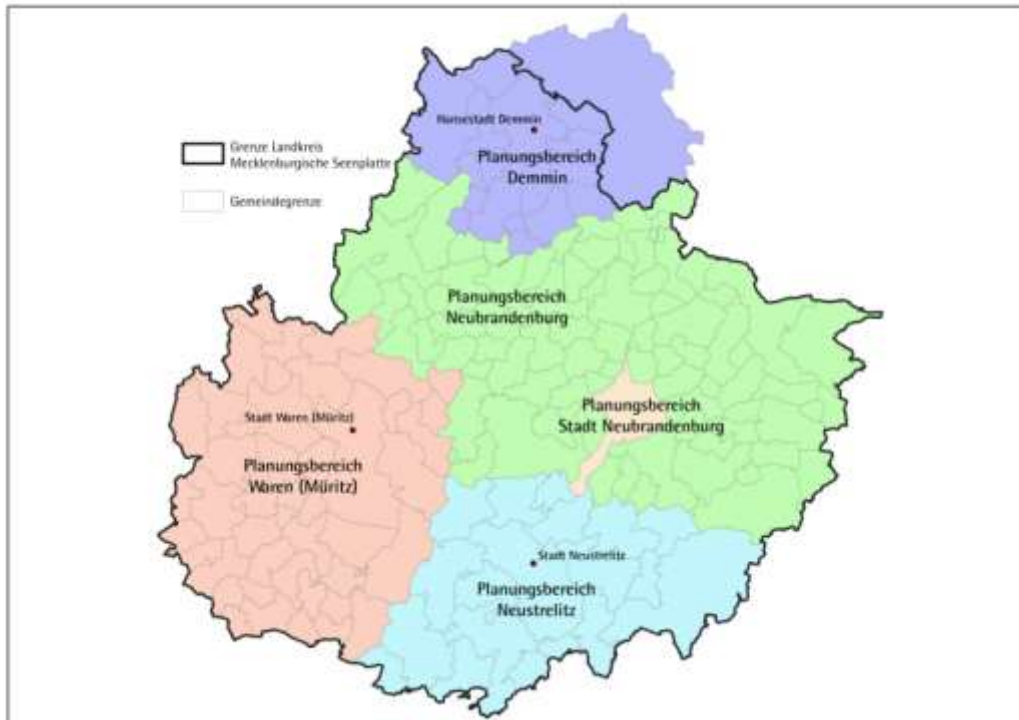 Hansestadt Demmin
Planungsbereich
Demmin
Grenze Landkreis
Mecklenburgische Seenplatte
Gemeindegrenze
Planungsbereich
Neubrandenburg
Planungsbereich
Stadt Neubrandenburg
Stadt Waren (Müritz)
Planungsbereich
Waren (Müritz)
Stadt Neustrelitz
Planungsbereich
Neustrelitz